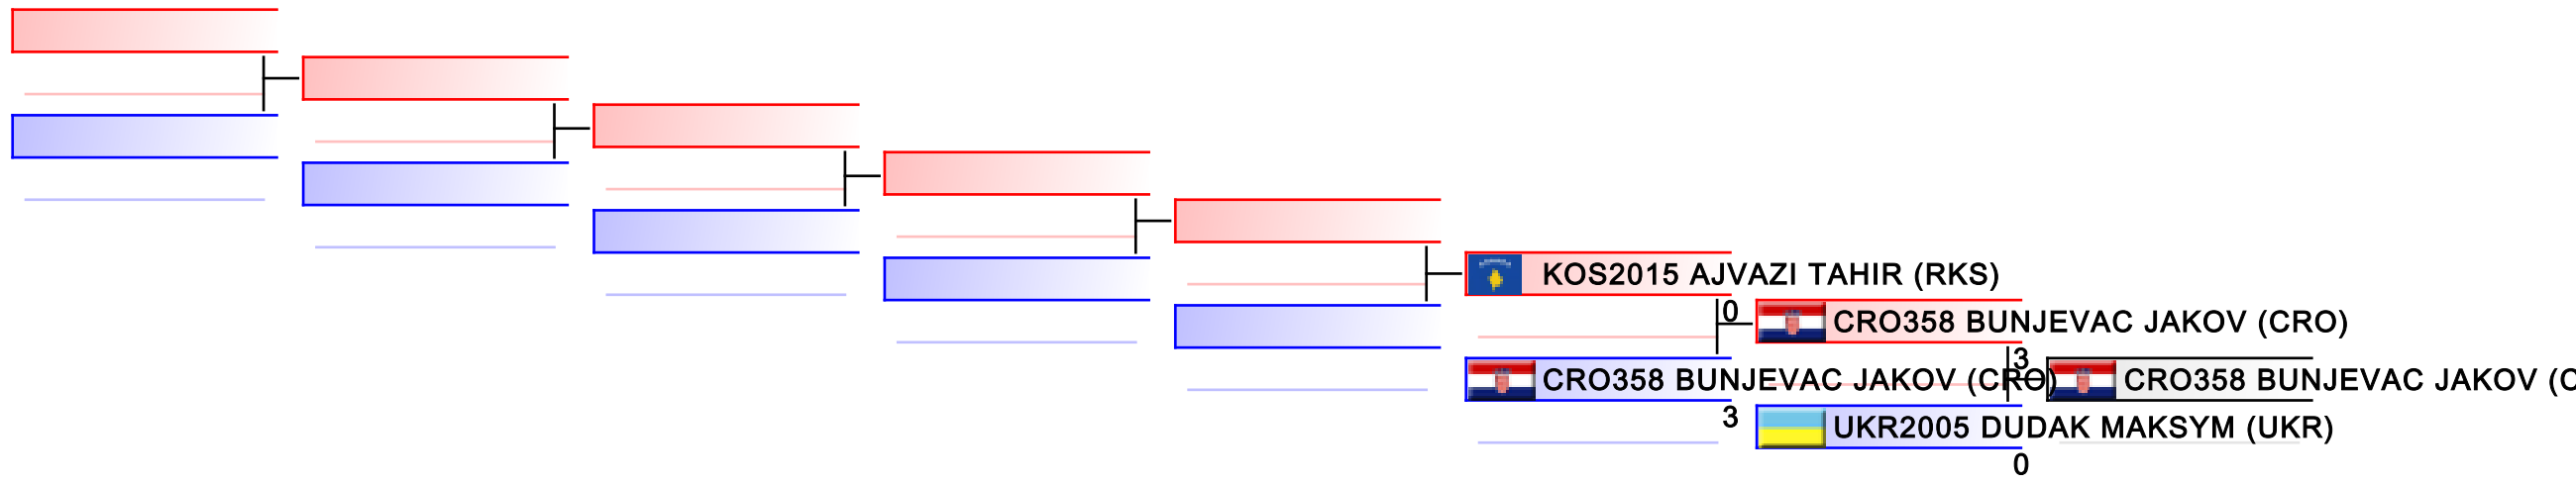 KOS2015 AJVAZI TAHIR (RKS)
0
CRO358 BUNJEVAC JAKOV (CRO)
3
CRO358 BUNJEVAC JAKOV (CRO)
CRO358 BUNJEVAC JAKOV (C
3
UKR2005 DUDAK MAKSYM (UKR)
0